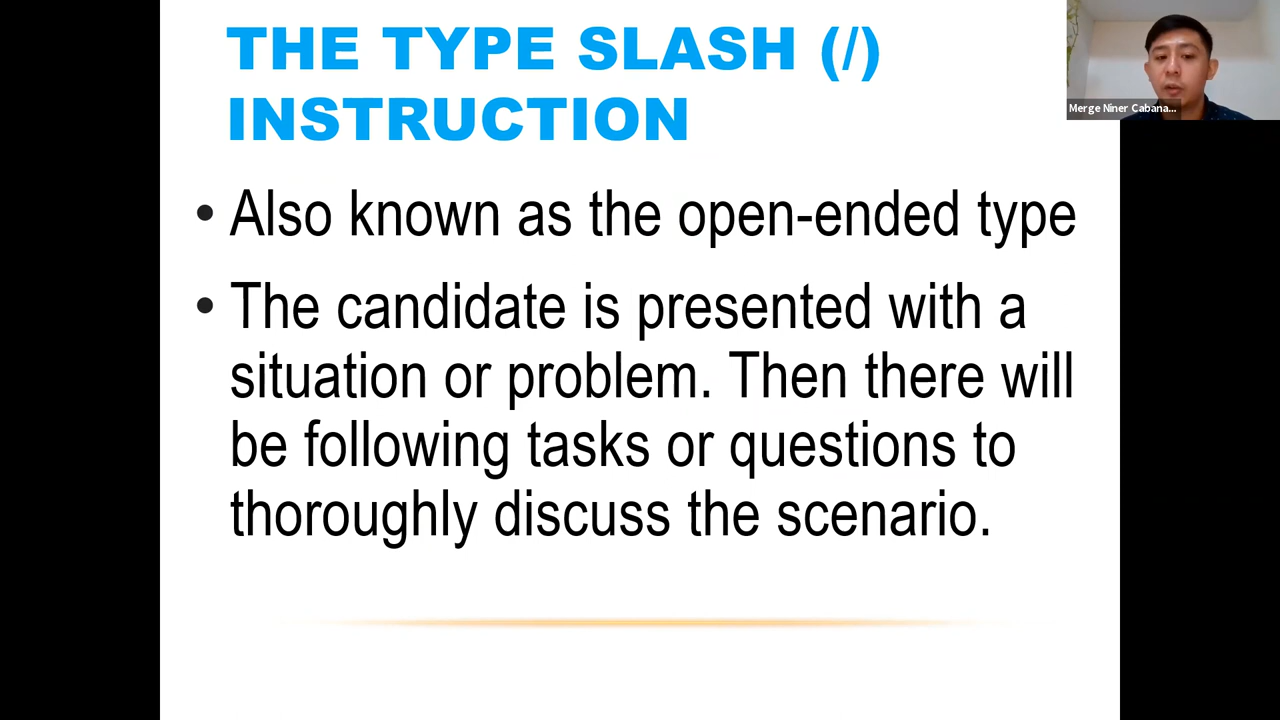 THE TYPE SLASH (/)
INSTRUCTION
• Also known as the open-ended type
• The candidate is presented with a
situation or problem. Then there will
be following tasks or questions to
thoroughly discuss the scenario.
Merge Niner Cabana...